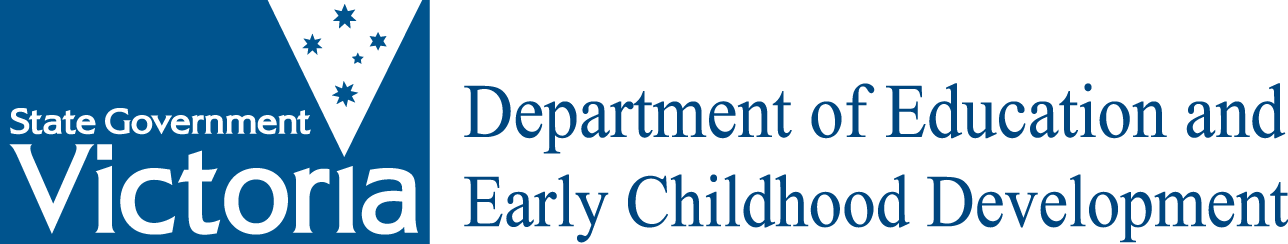 State Government
Victoria
Department of Education and
Early Childhood Development